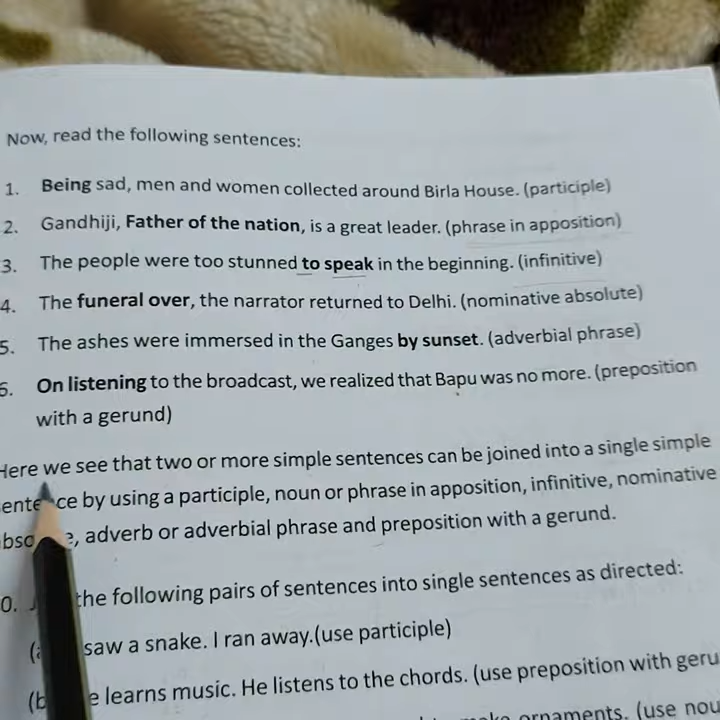 Now, read the following sentences:
1. Being sad, men and women collected around Birla House. (participle)
2. Gandhiji, Father of the nation, is a great leader. (phrase in apposition)
3. The people were too stunned to speak in the beginning. (infinitive)
4. The funeral over, the narrator returned to Delhi. (nominative absolute)
5. The ashes were immersed in the Ganges by sunset. (adverbial phrase)
6. On listening to the broadcast, we realized that Bapu was no more. (preposition
with a gerund)
Here we see that two or more simple sentences can be joined into a single simple
ce by using a participle, noun or phrase in apposition, infinitive, nominative
, adverb or adverbial phrase and preposition with a gerund.
0. the following pairs of sentences into single sentences as directed:
saw a snake. I ran away.(use participle)
(b learns music. He listens to the chords. (use preposition with
ornaments. (use